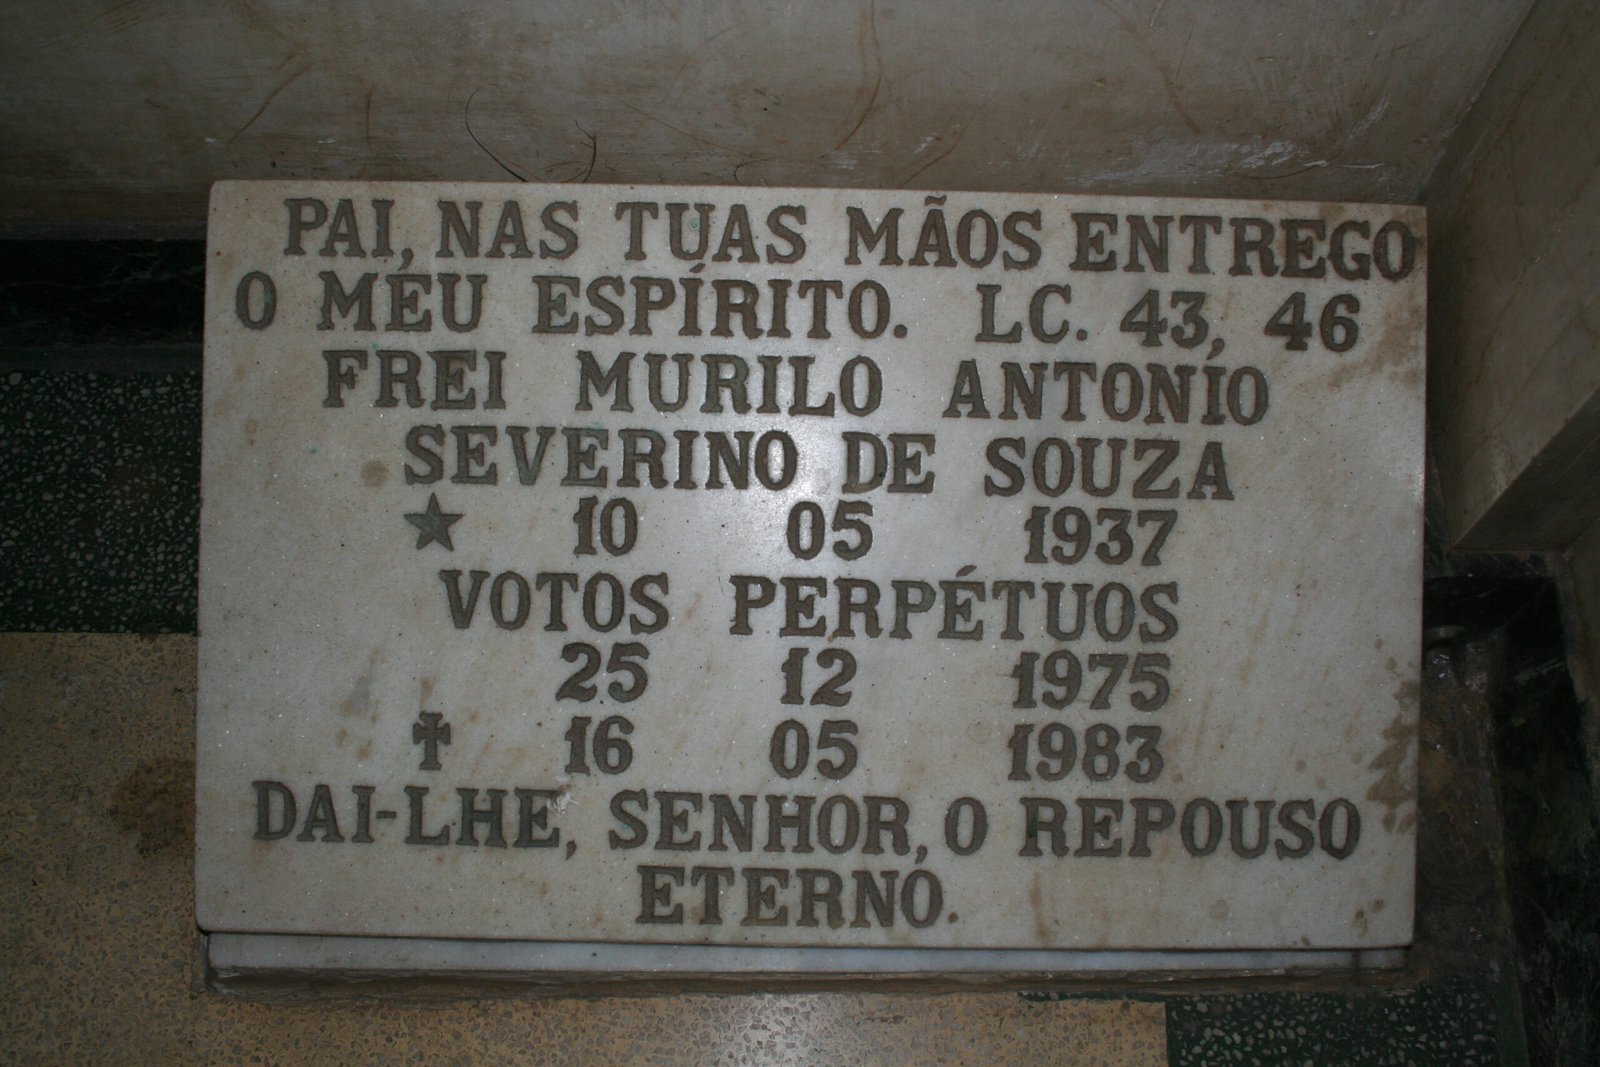 PAI, NAS TUAS MÃOS ENTREGO
O MEU ESPÍRITO. LC. 43, 46
FREI MURILO ANTONIO
SEVERINO DE SOUZA
★ 10 05 1937
VOTOS PERPÉTUOS
25 12 1975
✝ 16 05 1983
DAI-LHE, SENHOR, O REPOUSO
ETERNO.